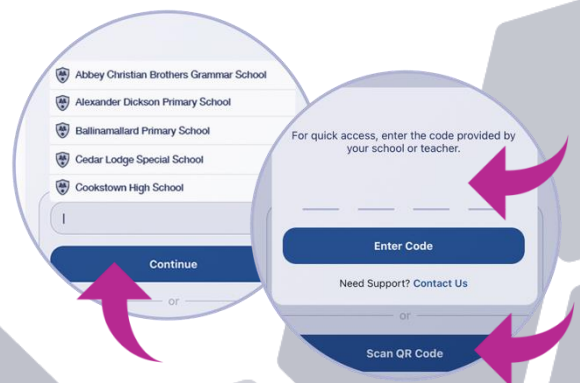 Abbey Christian Brothers Grammar School
Alexander Dickson Primary School
Ballinamallard Primary School
Cedar Lodge Special School
Cookstown High School
Continue
or
For quick access, enter the code provided by
your school or teacher.
Enter Code
Need Support? Contact Us
or
Scan QR Code